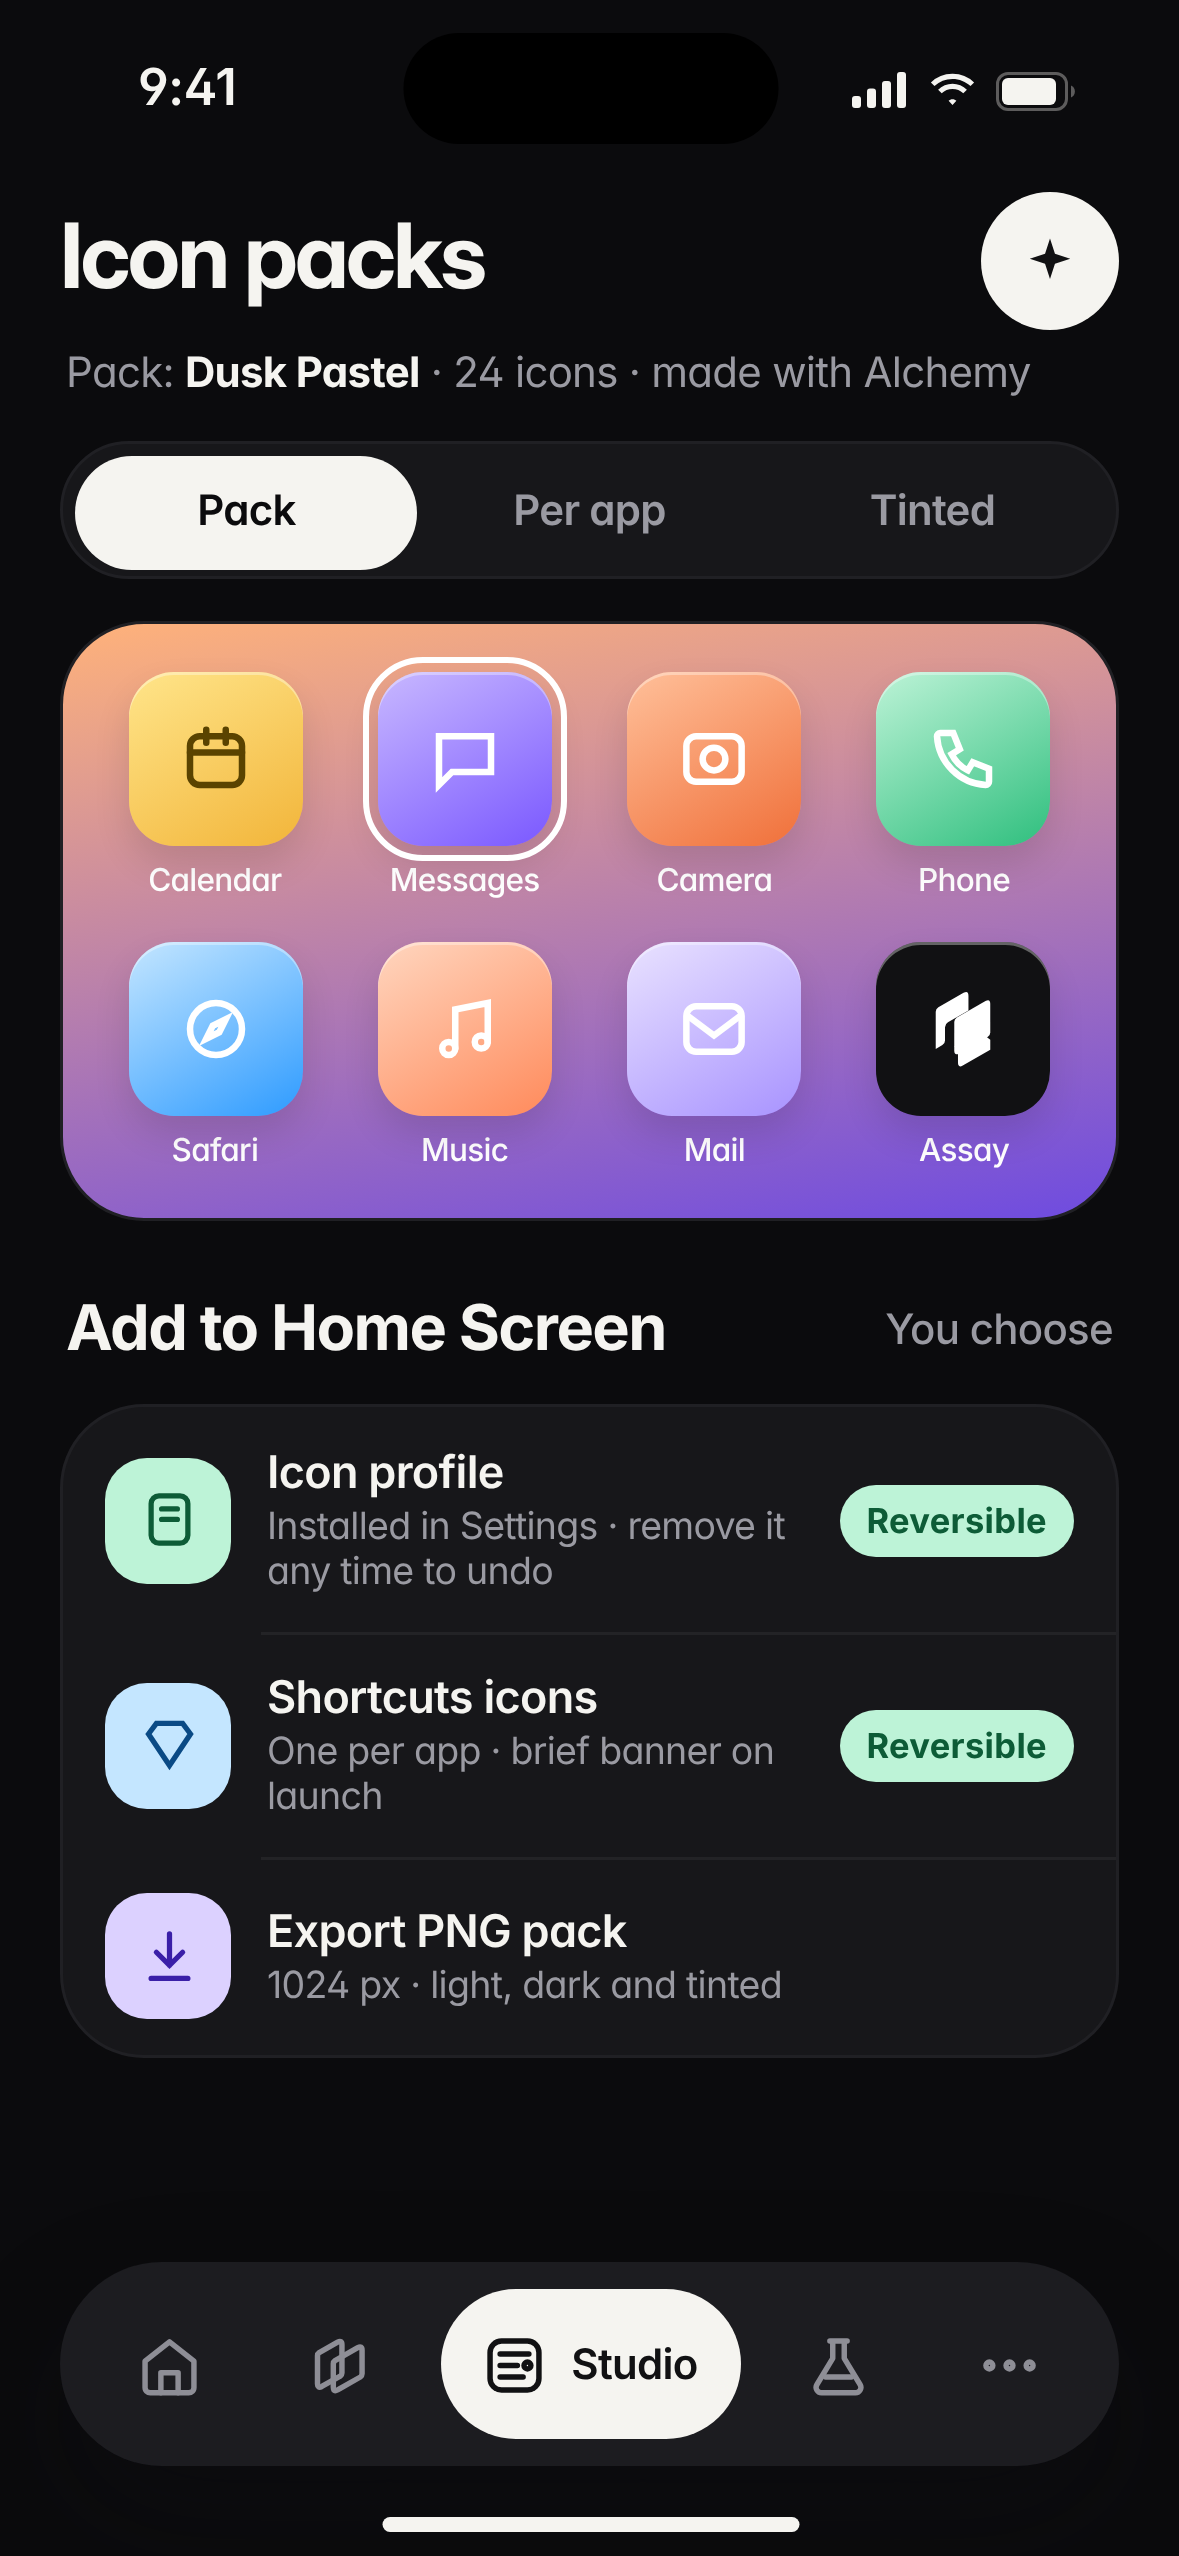 9:41
Icon packs
Pack: Dusk Pastel · 24 icons · made with Alchemy
Pack
Per app
Tinted
Calendar
Messages
Camera
Phone
Safari
Music
Mail
Assay
Add to Home Screen
You choose
Icon profile
Installed in Settings · remove it
any time to undo
Reversible
Shortcuts icons
One per app · brief banner on
launch
Reversible
Export PNG pack
1024 px · light, dark and tinted
Studio